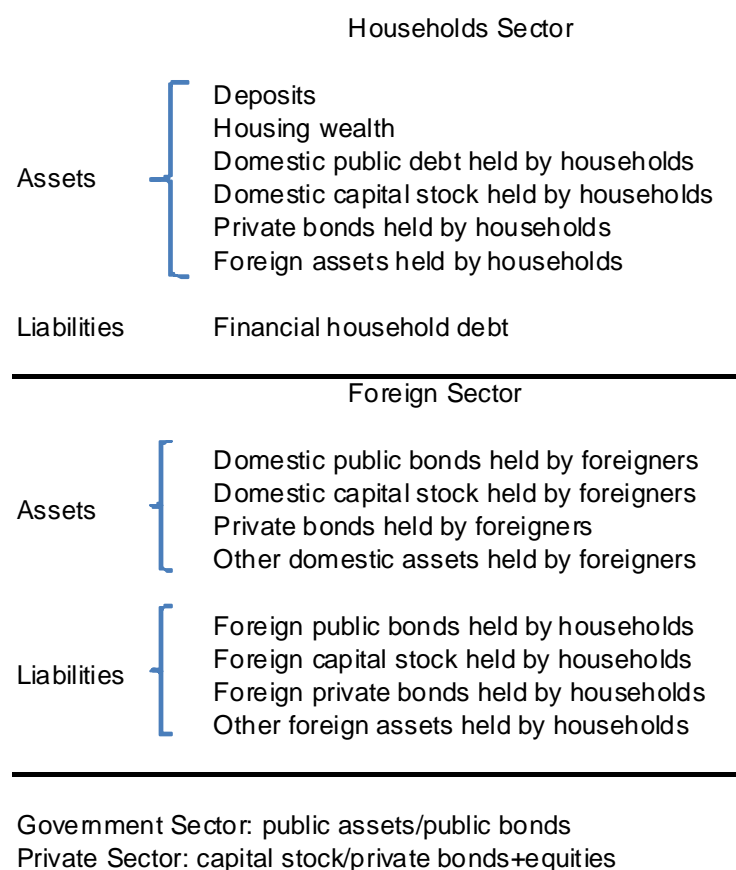 Households Sector
Deposits
Housing wealth
Assets
Domestic public debt held by households
Domestic capital stock held by households
Private bonds held by households
Foreign assets held by households
Liabilities Financial household debt
Foreign Sector
Domestic public bonds held by foreigners
Assets
Domestic capital stock held by foreigners
Private bonds held by foreigners
Other domestic assets held by foreigners
Foreign public bonds held by households
Foreign capital stock held by households
Liabilities
Foreign private bonds held by households
Other foreign assets held by households
Government Sector: public assets/public bonds
Private Sector: capital stock/private bonds+equities